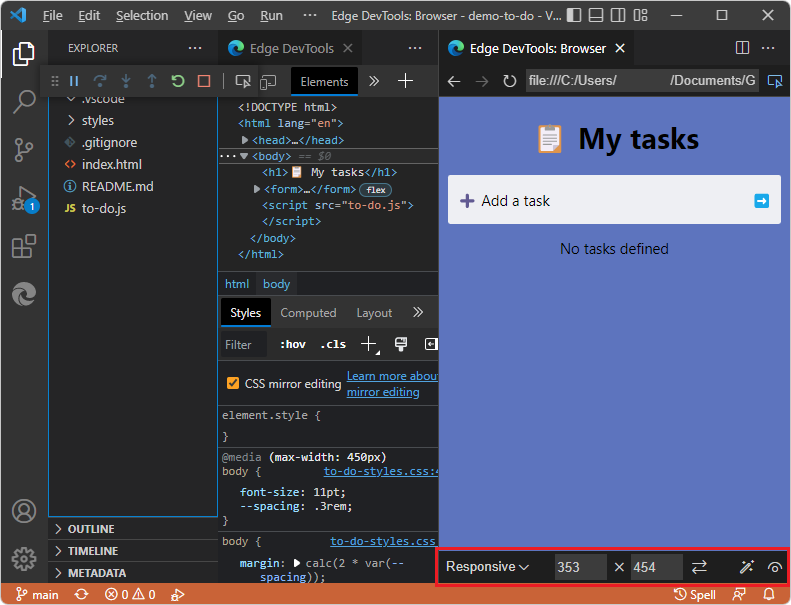 File Edit Selection View Go Run ··· Edge DevTools: Browser - demo-to-do - V...
EXPLORER ···
.vscode
styles
.gitignore
index.html
README.md
JS to-do.js
OUTLINE
TIMELINE
METADATA
1
Edge DevTools ···
Elements
<!DOCTYPE html>
<html lang="en">
<head>…</head>
···<body> == $0
<h1>📋 My tasks</h1>
<form>…</form> flex
<script src="to-do.js">
</script>
</body>
</html>
html body
Styles Computed Layout
Filter :hov .cls
CSS mirror editing Learn more abou
mirror editing
element.style {
}
@media (max-width: 450px)
body { to-do-styles.css:4
font-size: 11pt;
--spacing: .3rem;
}
body { to-do-styles.css
margin: calc(2 * var(--
spacing));
Edge DevTools: Browser ···
file:///C:/Users/ /Documents/G
📋 My tasks
Add a task
No tasks defined
Responsive 353 × 454
main 0 0 Spell